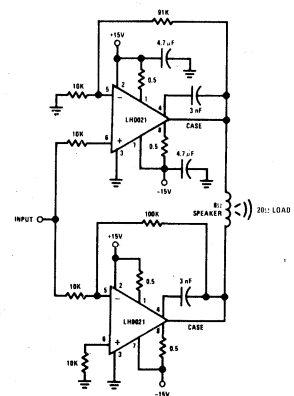 91K
+15V
4.7 μF
0.5
10K
5
2
1
4
3 nF
LH0021
8
CASE
10K
6
3
7
0.5
4.7 μF
-15V
8Ω
SPEAKER
20Ω LOAD
INPUT
100K
+15V
0.5
3 nF
10K
5
2
1
4
LH0021
8
CASE
10K
6
3
7
0.5
-15V